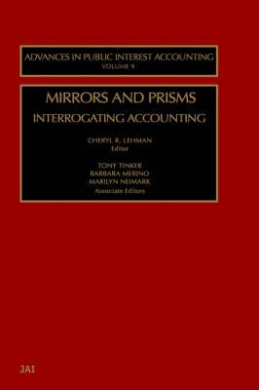 ADVANCES IN PUBLIC INTEREST ACCOUNTING
VOLUME 9
MIRRORS AND PRISMS
INTERROGATING ACCOUNTING
CHERYL R. LEHMAN
Editor
TONY TINKER
BARBARA MERINO
MARILYN NEIMARK
Associate Editors
JAI